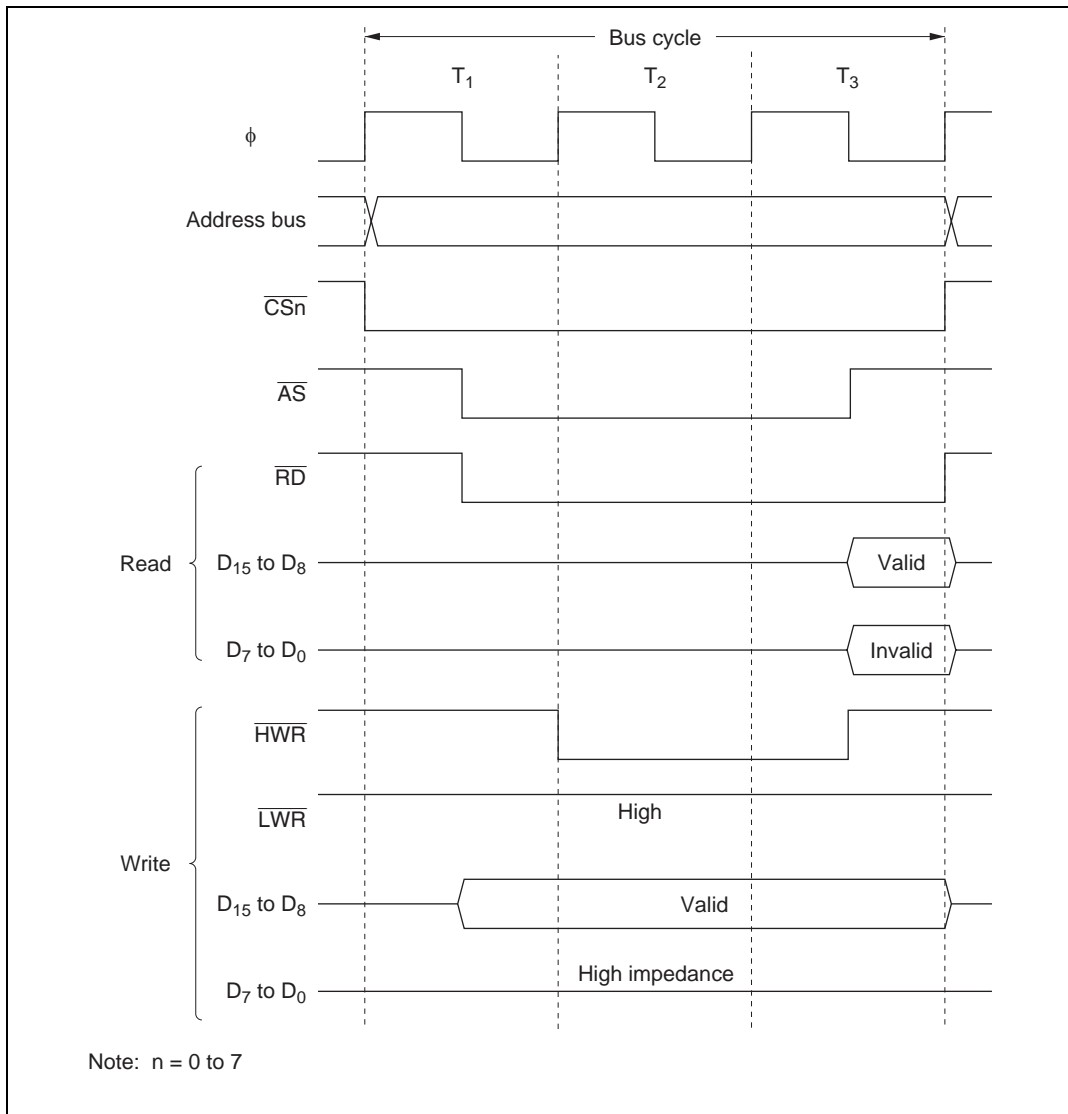 Bus cycle
T1 T2 T3
ϕ
Address bus
CSn
AS
RD
Read
D15 to D8 Valid
D7 to D0 Invalid
HWR
LWR High
Write
D15 to D8 Valid
D7 to D0 High impedance
Note: n = 0 to 7